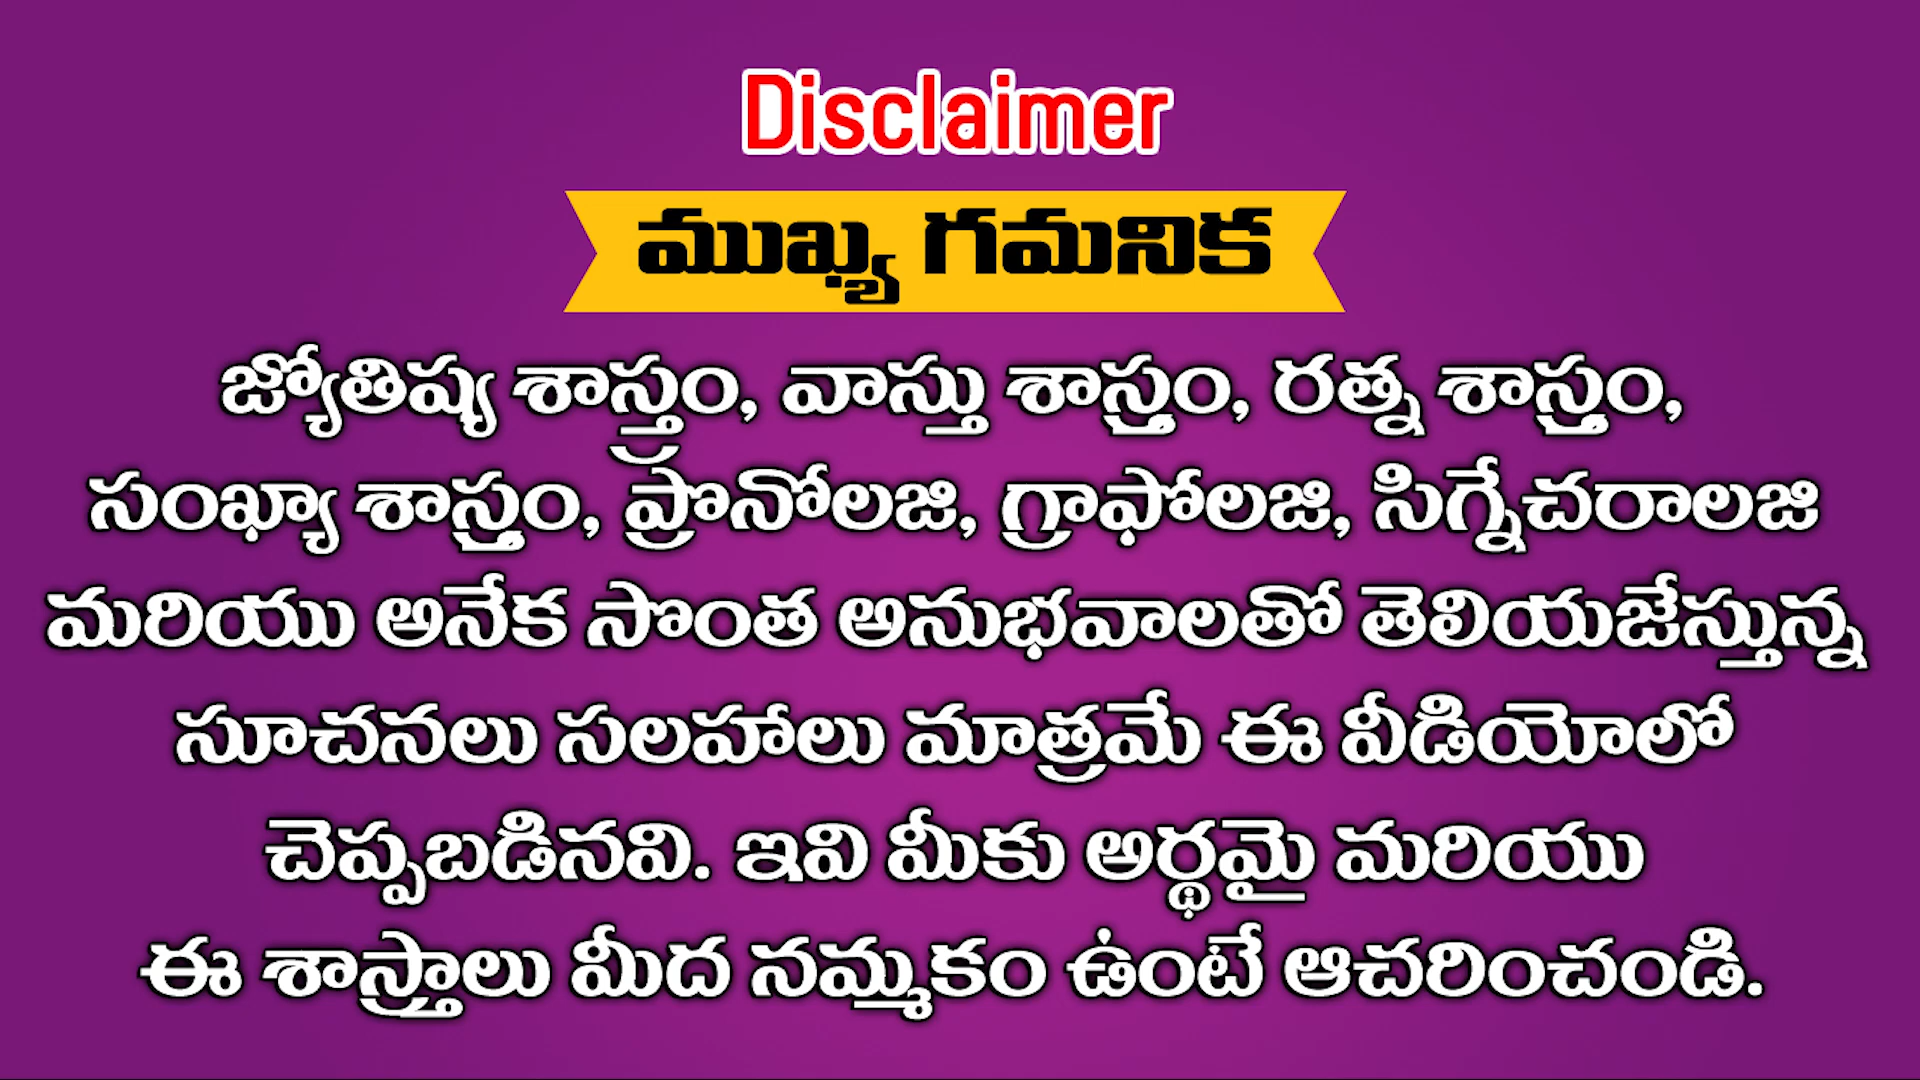 Disclaimer
ముఖ్య గమనిక
జ్యోతిష్య శాస్త్ర్రం, వాస్తు శాస్త్రం, రత్న శాస్త్రం,
సంఖ్యా శాస్త్రం, ప్రొనోలజి, గ్రాఫోలజి, సిగ్నేచరాలజి
మరియు అనేక సొంత అనుభవాలతో తెలియజేస్తున్న
సూచనలు సలహాలు మాత్రమే ఈ వీడియోలో
చెప్పబడినవి. ఇవి మీకు అర్థమై మరియు
ఈ శాస్త్రాలు మీద నమ్మకం ఉంటే ఆచరించండి.